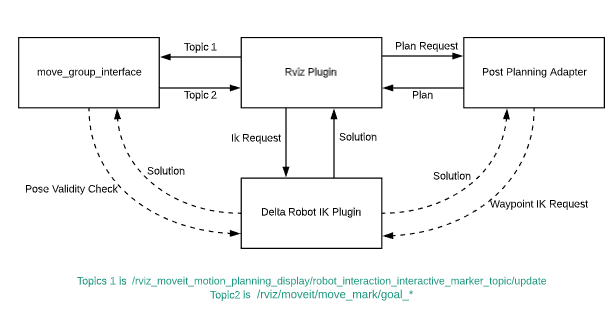 Topic 1
Plan Request
move_group_interface
Rviz Plugin
Post Planning Adapter
Topic 2
Plan
Ik Request
Solution
Solution
Solution
Pose Validity Check
Waypoint IK Request
Delta Robot IK Plugin
Topics 1 is /rviz_moveit_motion_planning_display/robot_interaction_interactive_marker_topic/update
Topic2 is /rviz/moveit/move_mark/goal_*